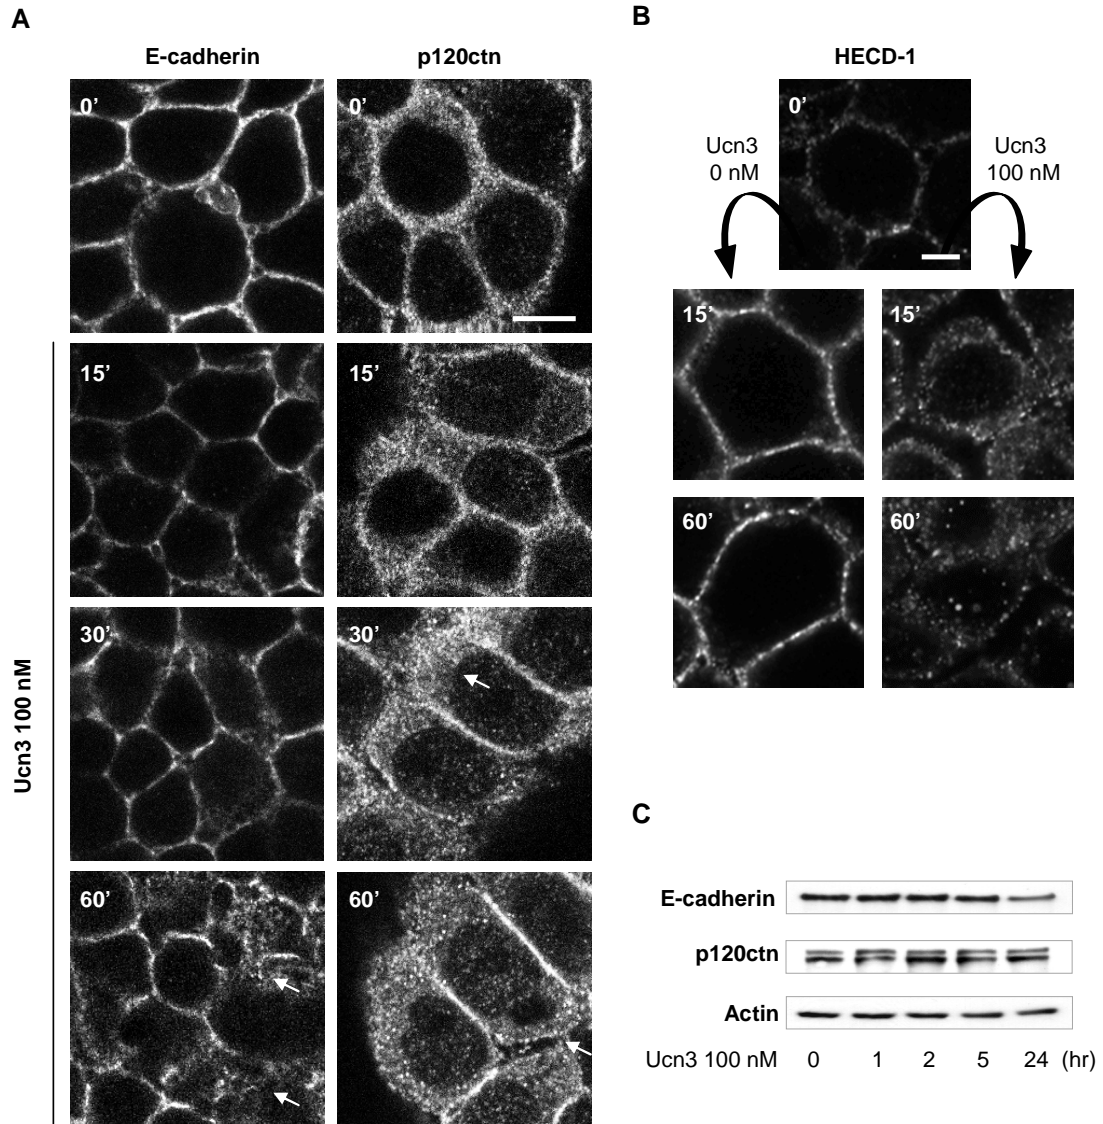 A
E-cadherin
p120ctn
0’
0’
15’
15’
30’
30’
60’
60’
Ucn3 100 nM
B
HECD-1
0’
Ucn3
0 nM
Ucn3
100 nM
15’
15’
60’
60’
C
E-cadherin
p120ctn
Actin
Ucn3 100 nM 0 1 2 5 24 (hr)